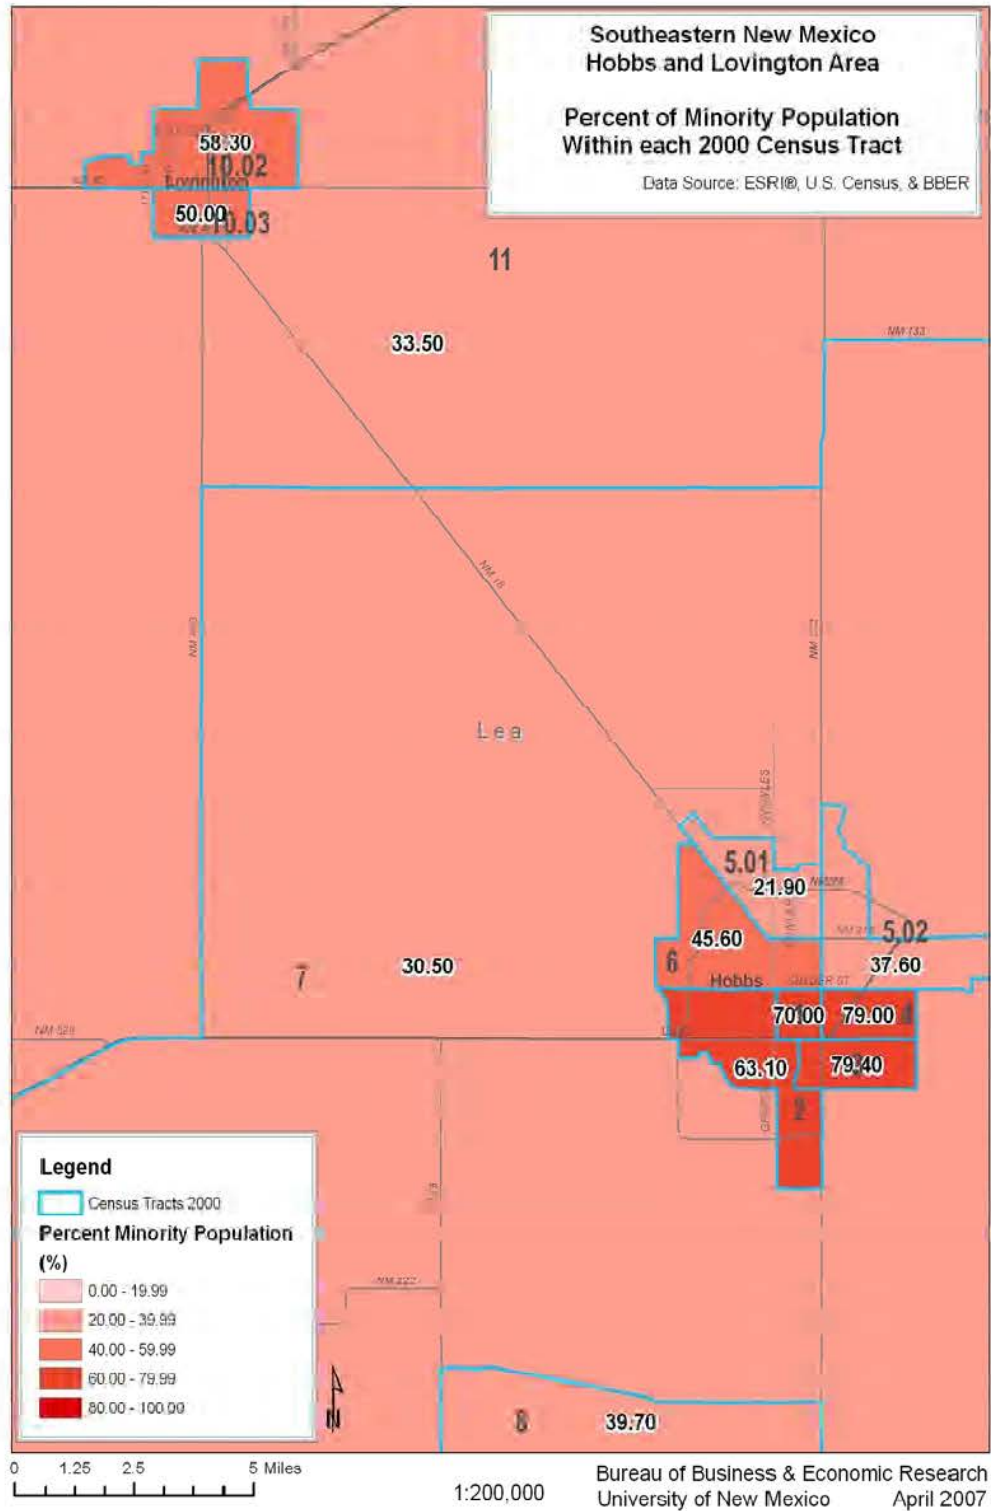 Southeastern New Mexico
Hobbs and Lovington Area
Percent of Minority Population
Within each 2000 Census Tract
Data Source: ESRI®, U.S. Census, & BBER
58.30
10.02
Lovington
50.00
10.03
11
33.50
NM 133
NM 18
Lea
5.01
21.90
45.60
5.02
6
37.60
7
30.50
Hobbs
70.00
79.00
4
NM 529
63.10
79.40
2
Legend
Census Tracts 2000
Percent Minority Population
(%)
0.00 - 19.99
20.00 - 39.99
40.00 - 59.99
60.00 - 79.99
80.00 - 100.00
N
8
39.70
0 1.25 2.5 5 Miles
1:200,000
Bureau of Business & Economic Research
University of New Mexico April 2007